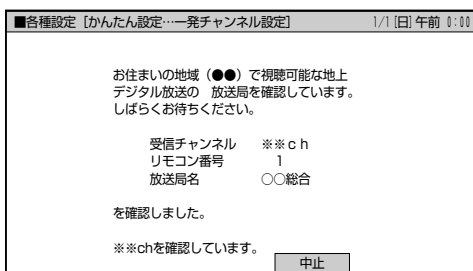 ■各種設定［かんたん設定…一発チャンネル設定］ 1/1［日］午前 0:00
お住まいの地域（●●）で視聴可能な地上
デジタル放送の 放送局を確認しています。
しばらくお待ちください。
受信チャンネル ※※ｃｈ
リモコン番号 1
放送局名 ○○総合
を確認しました。
※※chを確認しています。
中止